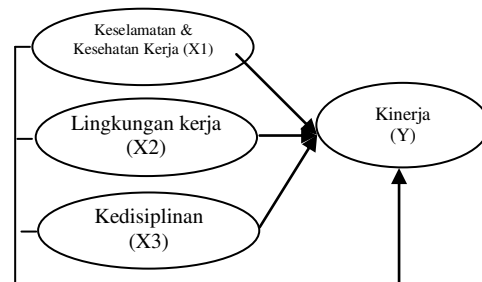 Keselamatan &
Kesehatan Kerja (X1)
Lingkungan kerja
(X2)
Kinerja
(Y)
Kedisiplinan
(X3)